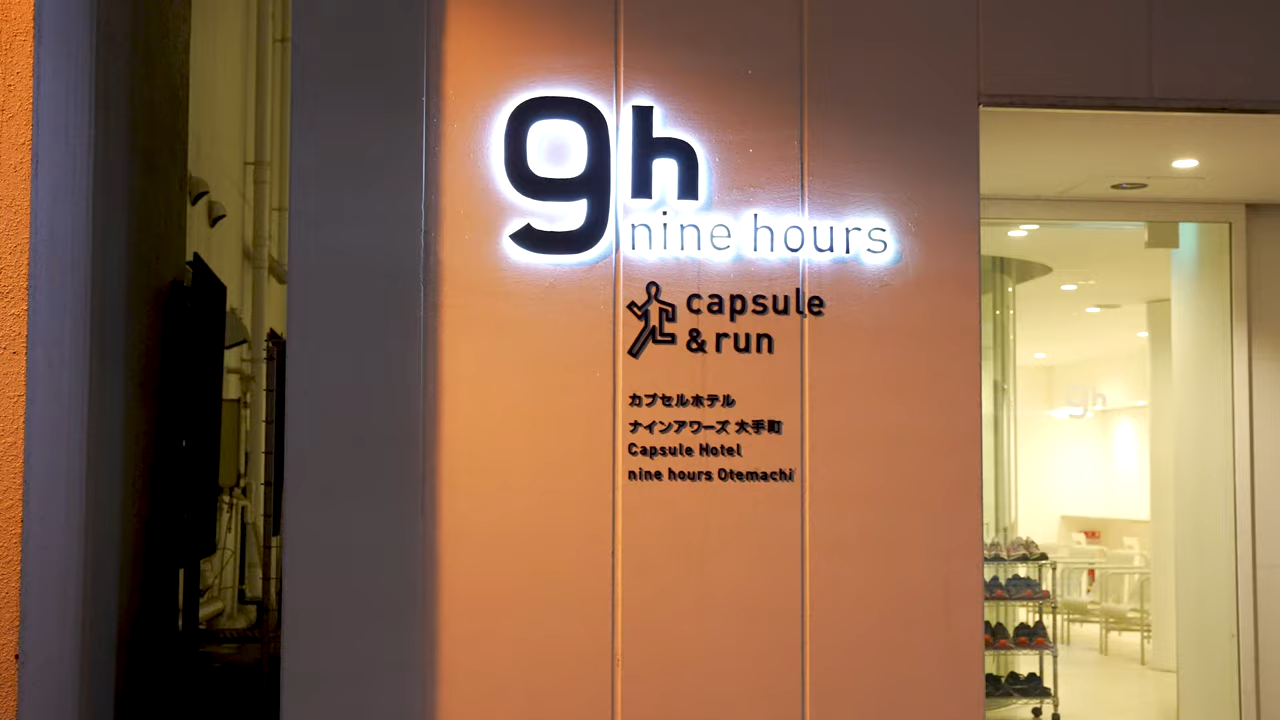 9h
nine hours
capsule
& run
カプセルホテル
ナインアワーズ 大手町
Capsule Hotel
nine hours Otemachi
9h